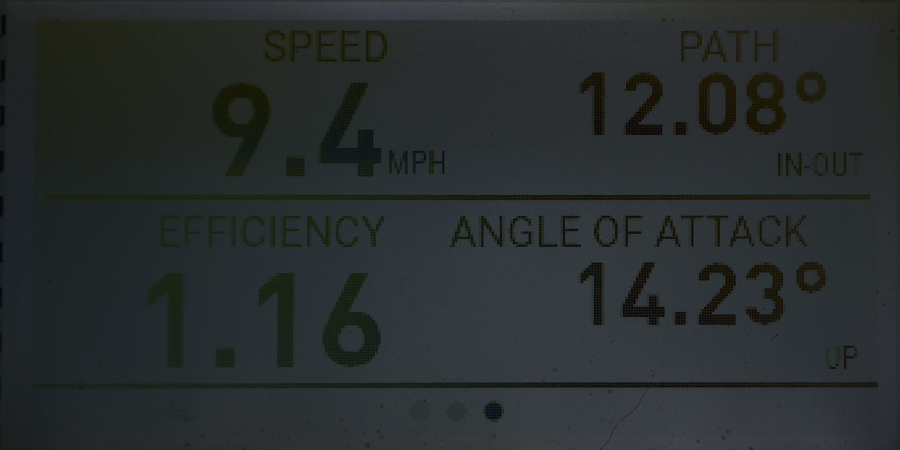 SPEED
9.4 MPH
PATH
12.08°
IN-OUT
EFFICIENCY
1.16
ANGLE OF ATTACK
14.23°
UP